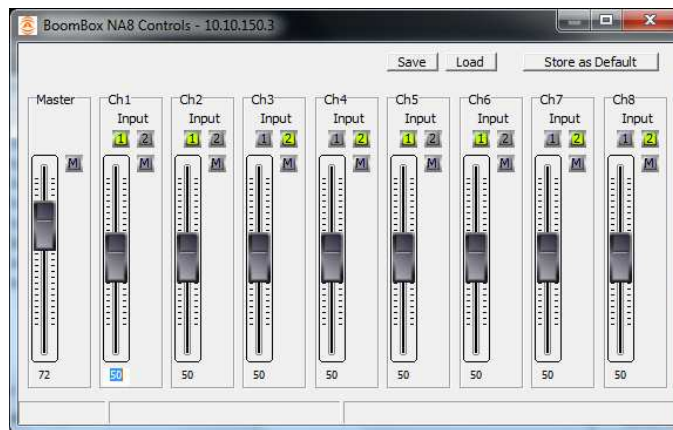 BoomBox NA8 Controls - 10.10.150.3
Save Load Store as Default
Master Ch1 Ch2 Ch3 Ch4 Ch5 Ch6 Ch7 Ch8
Input Input Input Input Input Input Input Input
1 2 1 2 1 2 1 2 1 2 1 2 1 2 1 2
M M M M M M M M M
72 50 50 50 50 50 50 50 50